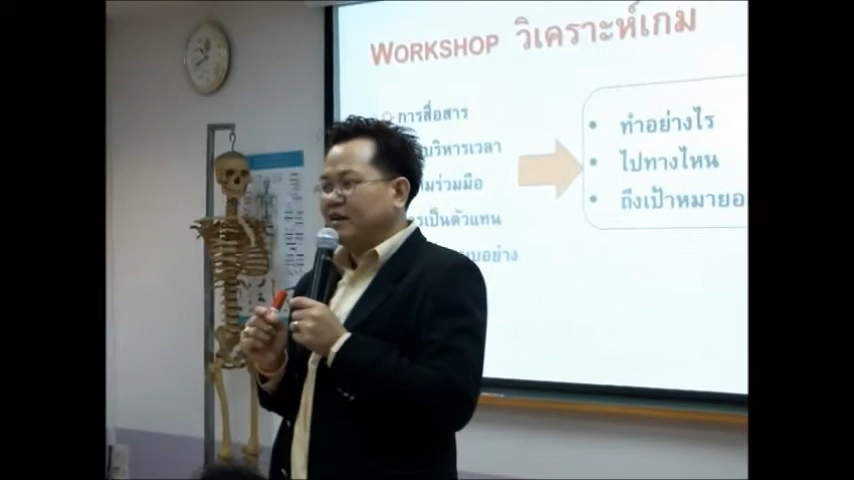 WORKSHOP วิเคราะห์เกม
การสื่อสาร
บริหารเวลา
ร่วมมือ
เป็นตัวแทน
แบบอย่าง
• ทำอย่างไร
• ไปทางไหน
• ถึงเป้าหมาย